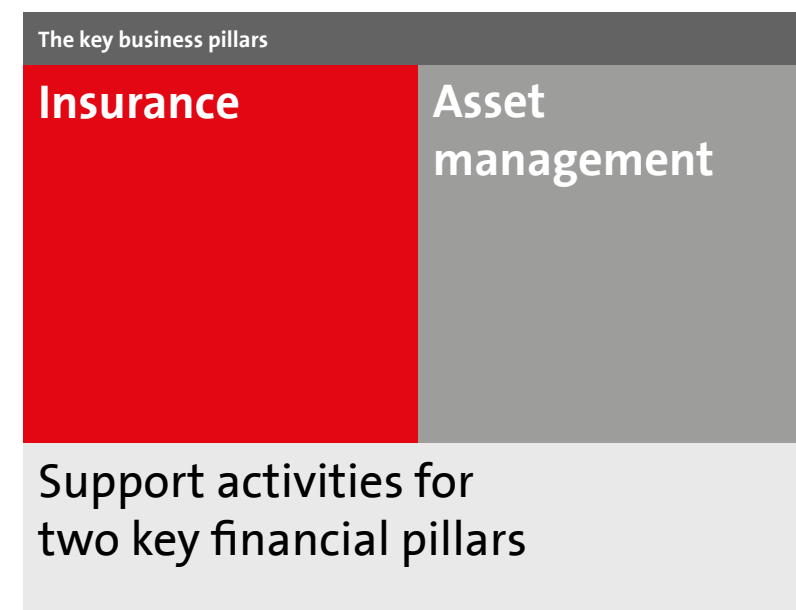 The key business pillars
Insurance
Asset
management
Support activities for
two key financial pillars